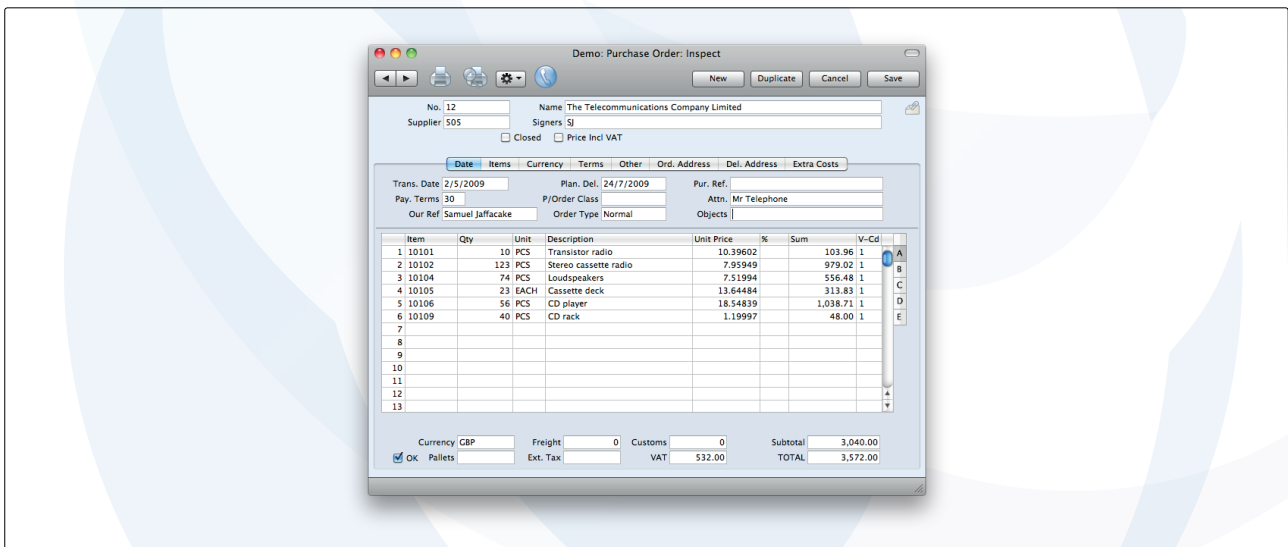 Demo: Purchase Order: Inspect
New Duplicate Cancel Save
No. 12 Name The Telecommunications Company Limited
Supplier 505 Signers SJ
Closed Price Incl VAT
Date Items Currency Terms Other Ord. Address Del. Address Extra Costs
Trans. Date 2/5/2009 Plan. Del. 24/7/2009 Pur. Ref.
Pay. Terms 30 P/Order Class Attn. Mr Telephone
Our Ref Samuel Jaffacake Order Type Normal Objects
Item Qty Unit Description Unit Price % Sum V-Cd
1 10101 10 PCS Transistor radio 10.39602 103.96 1 A
2 10102 123 PCS Stereo cassette radio 7.95949 979.02 1 B
3 10104 74 PCS Loudspeakers 7.51994 556.48 1 C
4 10105 23 EACH Cassette deck 13.64484 313.83 1
5 10106 56 PCS CD player 18.54839 1,038.71 1 D
6 10109 40 PCS CD rack 1.19997 48.00 1 E
7
8
9
10
11
12
13
Currency GBP Freight 0 Customs 0 Subtotal 3,040.00
OK Pallets Ext. Tax VAT 532.00 TOTAL 3,572.00